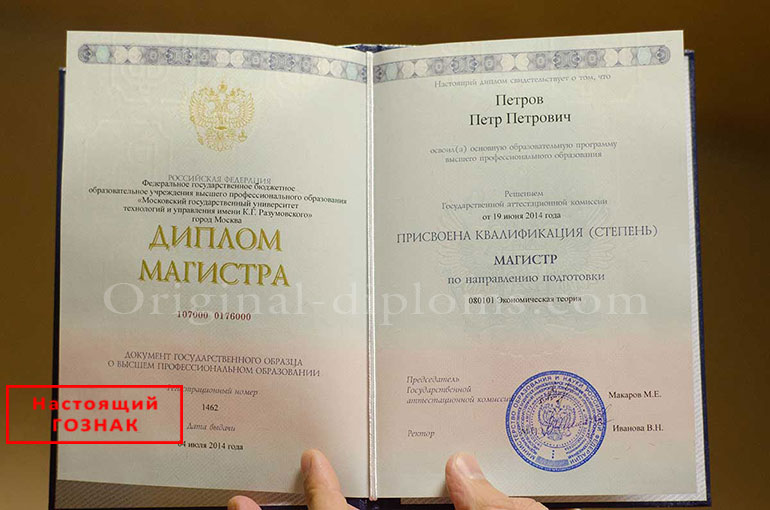 РОССИЙСКАЯ ФЕДЕРАЦИЯ
Федеральное государственное бюджетное
образовательное учреждения высшего профессионального образования
«Московский государственный университет
технологий и управления имени К.Г. Разумовского»
город Москва
ДИПЛОМ
МАГИСТРА
107000 0176000
ДОКУМЕНТ ГОСУДАРСТВЕННОГО ОБРАЗЦА
О ВЫСШЕМ ПРОФЕССИОНАЛЬНОМ ОБРАЗОВАНИИ
Регистрационный номер
1462
Дата выдачи
04 июля 2014 года
Настоящий
ГОЗНАК
Настоящий диплом свидетельствует о том, что
Петров
Петр Петрович
освоил(а) основную образовательную программу
высшего профессионального образования
Решением
Государственной аттестационной комиссии
от 19 июня 2014 года
ПРИСВОЕНА КВАЛИФИКАЦИЯ (СТЕПЕНЬ)
МАГИСТР
по направлению подготовки
080101 Экономическая теория
Original-diploms.com
Председатель
Государственной
аттестационной комиссии
Макаров М.Е.
Ректор
Иванова В.Н.